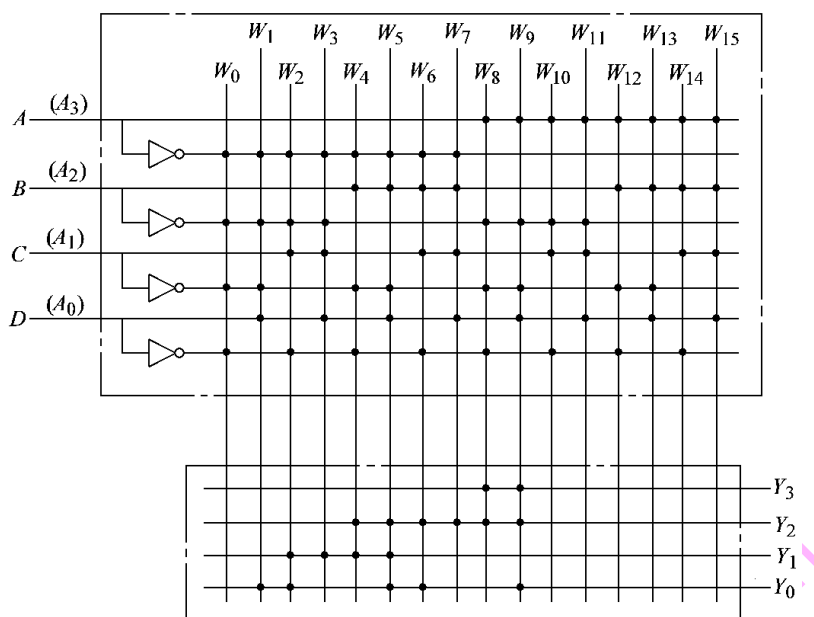 W₁ W₃ W₅ W₇ W₉ W₁₁ W₁₃ W₁₅
W₀ W₂ W₄ W₆ W₈ W₁₀ W₁₂ W₁₄
A (A₃)
B (A₂)
C (A₁)
D (A₀)
Y₃
Y₂
Y₁
Y₀